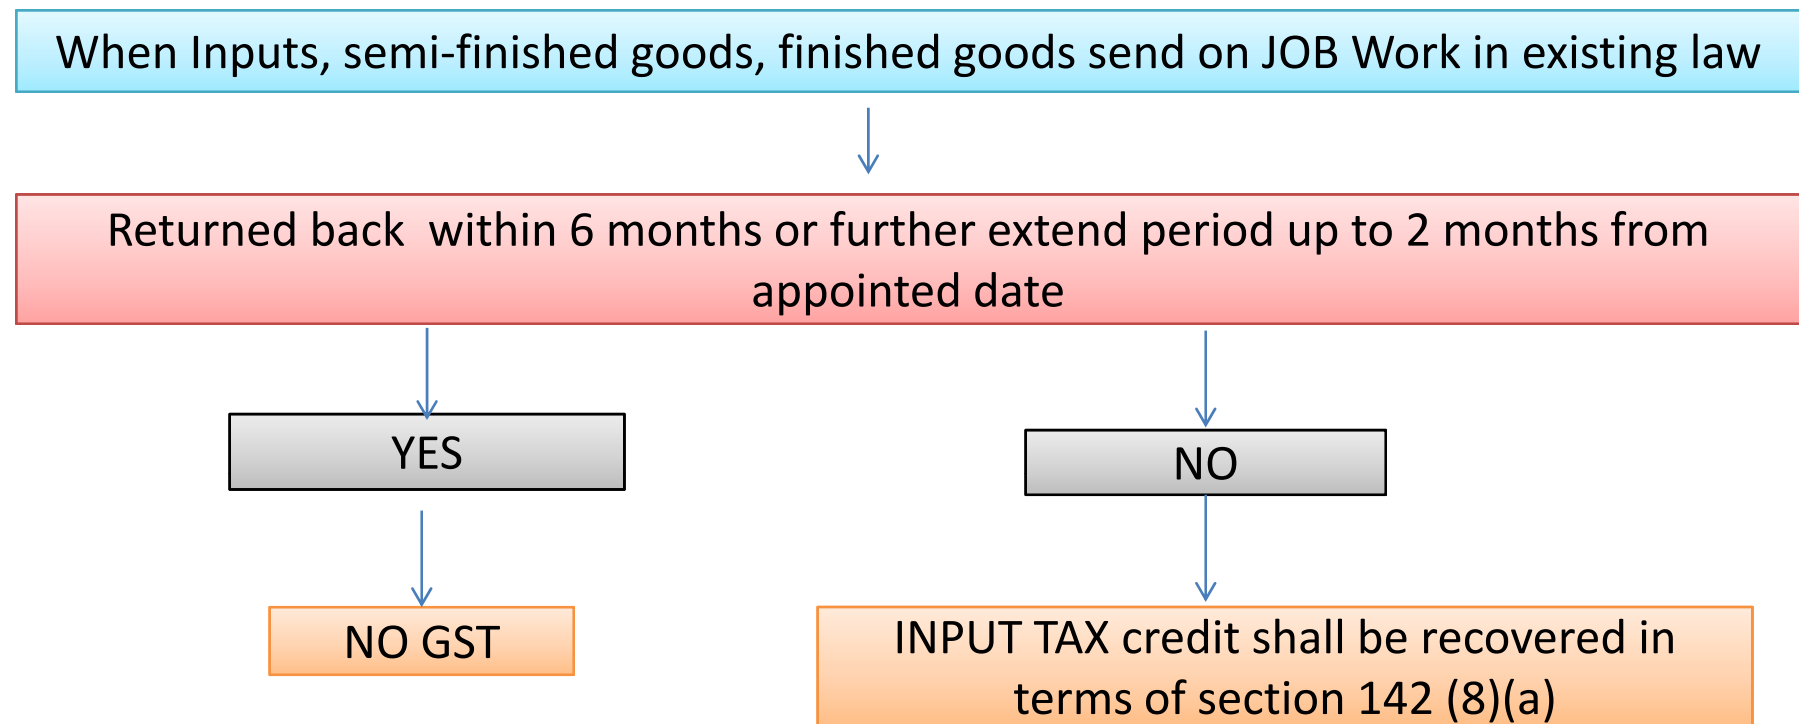 When Inputs, semi-finished goods, finished goods send on JOB Work in existing law
Returned back  within 6 months or further extend period up to 2 months from
appointed date
YES
NO
NO GST
INPUT TAX credit shall be recovered in
terms of section 142 (8)(a)